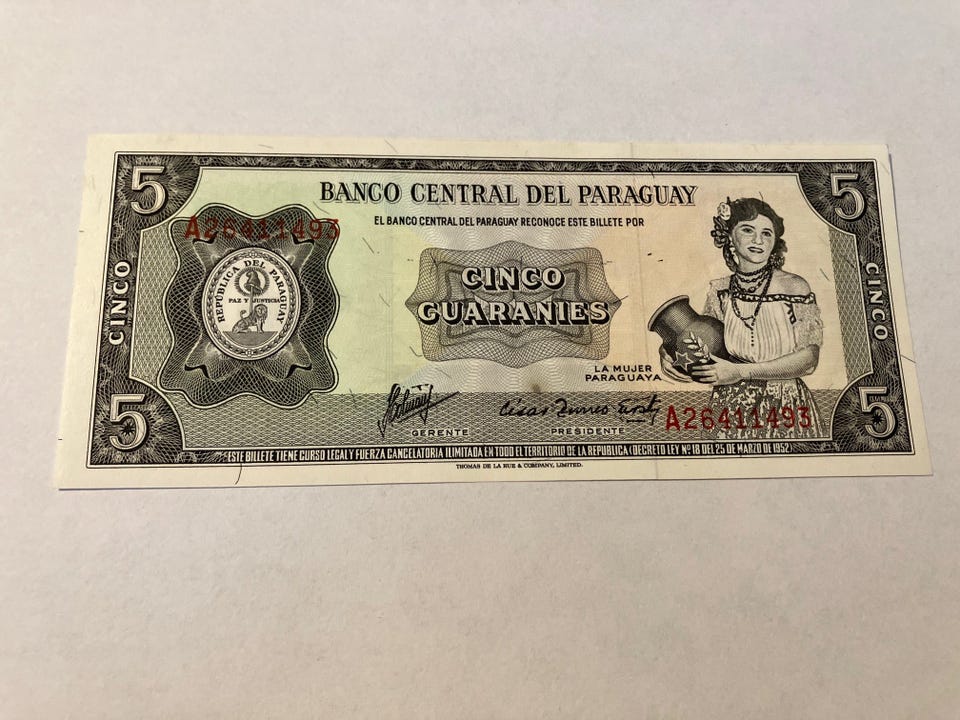 5
BANCO CENTRAL DEL PARAGUAY
5
A26411493
EL BANCO CENTRAL DEL PARAGUAY RECONOCE ESTE BILLETE POR
REPÚBLICA DEL PARAGUAY
PAZ Y JUSTICIA
CINCO
CINCO
GUARANIES
CINCO
LA MUJER
PARAGUAYA
5
GERENTE
PRESIDENTE
A26411493
5
ESTE BILLETE TIENE CURSO LEGAL Y FUERZA CANCELATORIA ILIMITADA EN TODO EL TERRITORIO DE LA REPUBLICA (DECRETO LEY Nº 18 DEL 25 DE MARZO DE 1952)
THOMAS DE LA RUE & COMPANY, LIMITED.